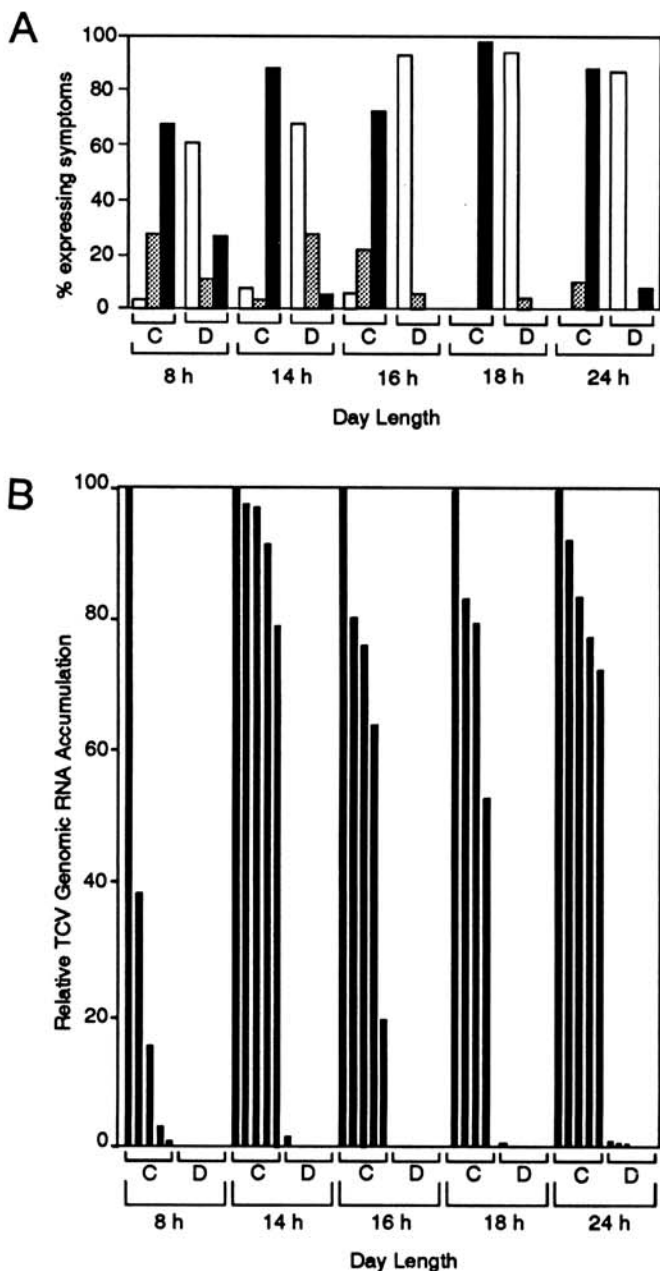 A
% expressing symptoms
100
80
60
40
20
0
C D C D C D C D C D
8 h 14 h 16 h 18 h 24 h
Day Length
B
Relative TCV Genomic RNA Accumulation
100
80
60
40
20
0
C D C D C D C D C D
8 h 14 h 16 h 18 h 24 h
Day Length